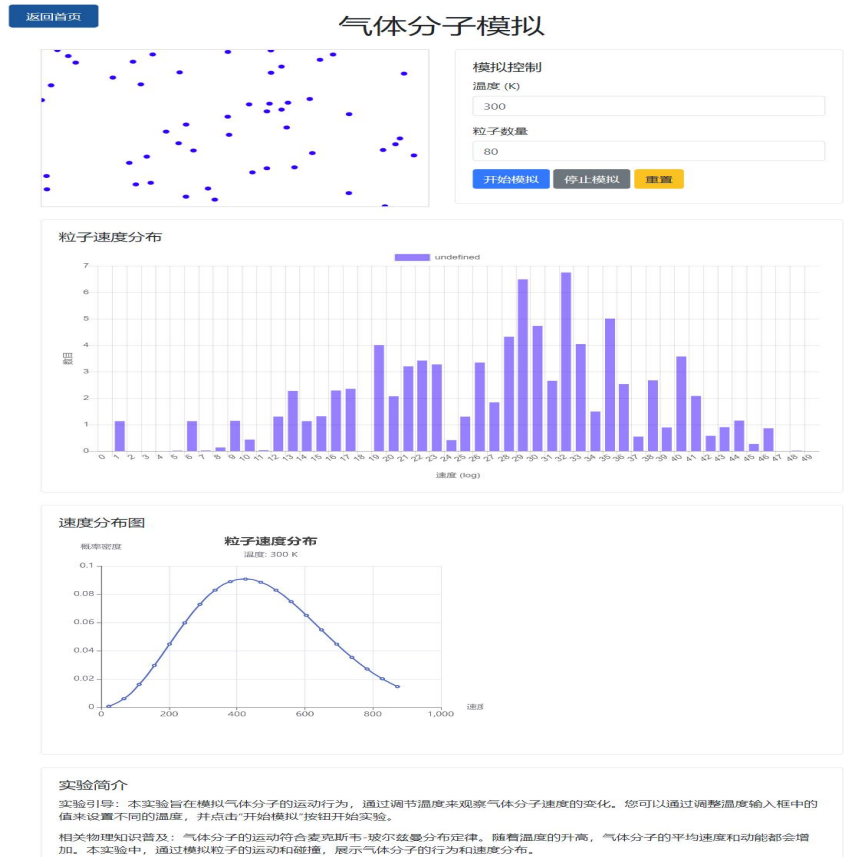 返回首页
气体分子模拟
模拟控制
温度 (K)
300
粒子数量
80
开始模拟 停止模拟 重置
粒子速度分布
undefined
7
6
5
4
3
2
1
0
数目
0 1 2 3 4 5 6 7 8 9 10 11 12 13 14 15 16 17 18 19 20 21 22 23 24 25 26 27 28 29 30 31 32 33 34 35 36 37 38 39 40 41 42 43 44 45 46 47 48 49
速度 (log)
速度分布图
概率密度
粒子速度分布
温度: 300 K
0.1
0.08
0.06
0.04
0.02
0
0 200 400 600 800 1,000
速度
实验简介
实验引导：本实验旨在模拟气体分子的运动行为，通过调节温度来观察气体分子速度的变化。您可以通过调整温度输入框中的
值来设置不同的温度，并点击“开始模拟”按钮开始实验。
相关物理知识普及：气体分子的运动符合麦克斯韦-玻尔兹曼分布定律。随着温度的升高，气体分子的平均速度和动能都会增
加。本实验中，通过模拟粒子的运动和碰撞，展示气体分子的行为和速度分布。